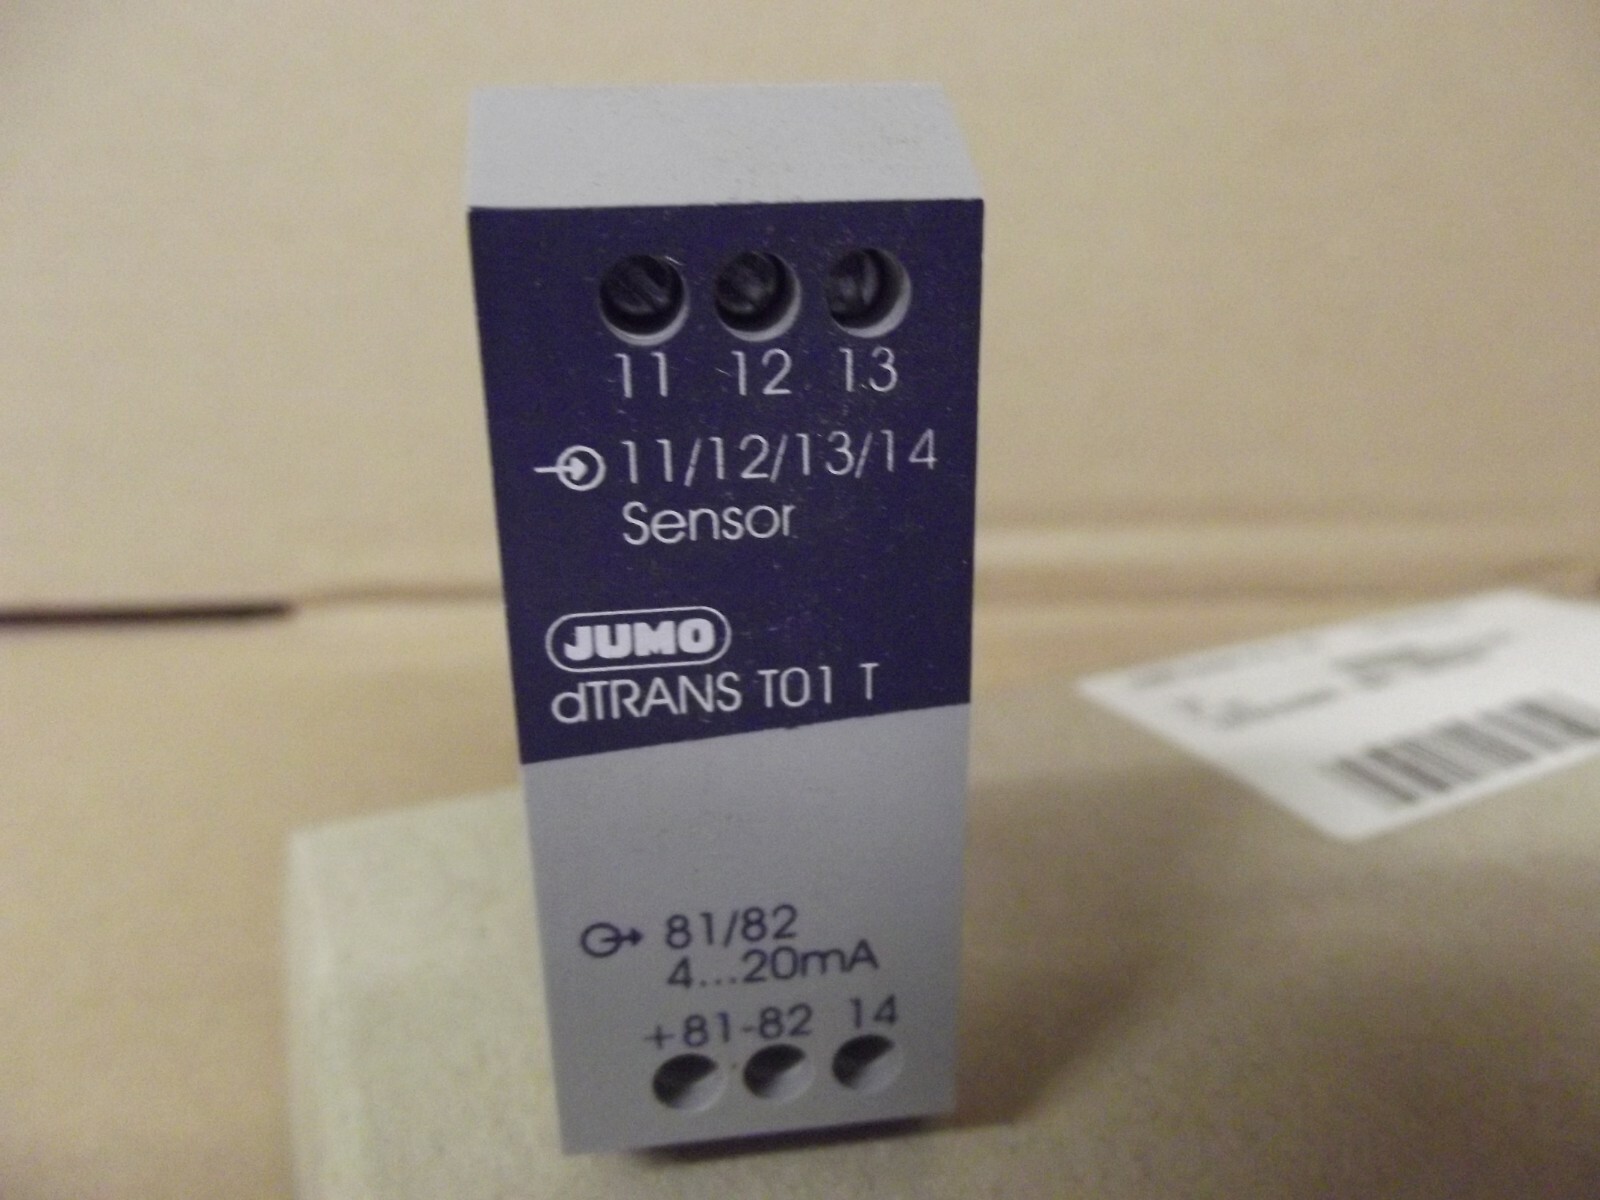 11 12 13
11/12/13/14
Sensor
JUMO
dTRANS T01 T
81/82
4...20mA
+81-82 14